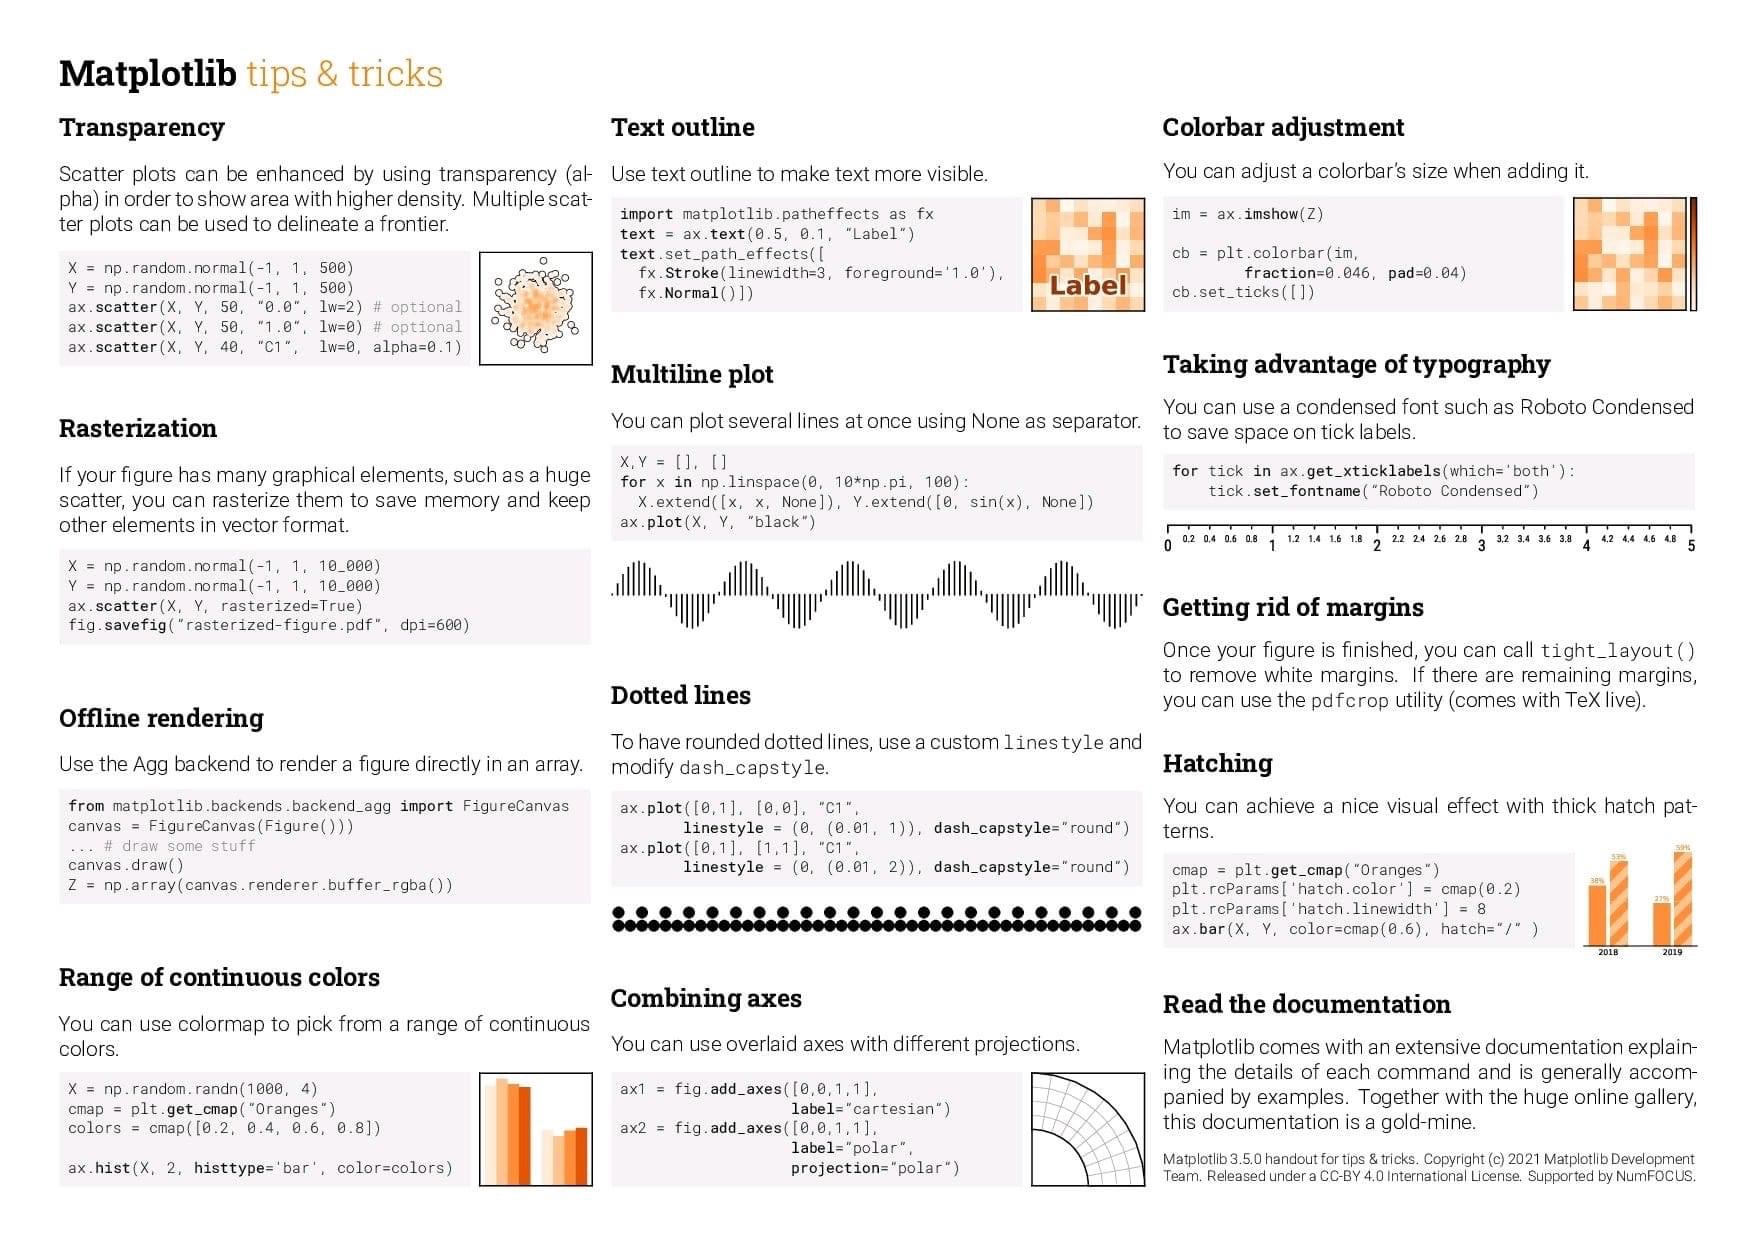 Matplotlib tips & tricks
Transparency
Scatter plots can be enhanced by using transparency (al-
pha) in order to show area with higher density. Multiple scat-
ter plots can be used to delineate a frontier.
X = np.random.normal(-1, 1, 500)
Y = np.random.normal(-1, 1, 500)
ax.scatter(X, Y, 50, "0.0", lw=2) # optional
ax.scatter(X, Y, 50, "1.0", lw=0) # optional
ax.scatter(X, Y, 40, "C1",  lw=0, alpha=0.1)
Rasterization
If your figure has many graphical elements, such as a huge
scatter, you can rasterize them to save memory and keep
other elements in vector format.
X = np.random.normal(-1, 1, 10_000)
Y = np.random.normal(-1, 1, 10_000)
ax.scatter(X, Y, rasterized=True)
fig.savefig("rasterized-figure.pdf", dpi=600)
Offline rendering
Use the Agg backend to render a figure directly in an array.
from matplotlib.backends.backend_agg import FigureCanvas
canvas = FigureCanvas(Figure()))
... # draw some stuff
canvas.draw()
Z = np.array(canvas.renderer.buffer_rgba())
Range of continuous colors
You can use colormap to pick from a range of continuous
colors.
X = np.random.randn(1000, 4)
cmap = plt.get_cmap("Oranges")
colors = cmap([0.2, 0.4, 0.6, 0.8])
ax.hist(X, 2, histtype='bar', color=colors)
Text outline
Use text outline to make text more visible.
import matplotlib.patheffects as fx
text = ax.text(0.5, 0.1, "Label")
text.set_path_effects([
  fx.Stroke(linewidth=3, foreground='1.0'),
  fx.Normal()])
Label
Multiline plot
You can plot several lines at once using None as separator.
X,Y = [], []
for x in np.linspace(0, 10*np.pi, 100):
  X.extend([x, x, None]), Y.extend([0, sin(x), None])
ax.plot(X, Y, "black")
Dotted lines
To have rounded dotted lines, use a custom linestyle and
modify dash_capstyle.
ax.plot([0,1], [0,0], "C1",
       linestyle = (0, (0.01, 1)), dash_capstyle="round")
ax.plot([0,1], [1,1], "C1",
       linestyle = (0, (0.01, 2)), dash_capstyle="round")
Combining axes
You can use overlaid axes with different projections.
ax1 = fig.add_axes([0,0,1,1],
                   label="cartesian")
ax2 = fig.add_axes([0,0,1,1],
                   label="polar",
                   projection="polar")
Colorbar adjustment
You can adjust a colorbar's size when adding it.
im = ax.imshow(Z)
cb = plt.colorbar(im,
        fraction=0.046, pad=0.04)
cb.set_ticks([])
Taking advantage of typography
You can use a condensed font such as Roboto Condensed
to save space on tick labels.
for tick in ax.get_xticklabels(which='both'):
    tick.set_fontname("Roboto Condensed")
0 0.2 0.4 0.6 0.8 1 1.2 1.4 1.6 1.8 2 2.2 2.4 2.6 2.8 3 3.2 3.4 3.6 3.8 4 4.2 4.4 4.6 4.8 5
Getting rid of margins
Once your figure is finished, you can call tight_layout()
to remove white margins. If there are remaining margins,
you can use the pdfcrop utility (comes with TeX live).
Hatching
You can achieve a nice visual effect with thick hatch pat-
terns.
cmap = plt.get_cmap("Oranges")
plt.rcParams['hatch.color'] = cmap(0.2)
plt.rcParams['hatch.linewidth'] = 8
ax.bar(X, Y, color=cmap(0.6), hatch="/" )
38% 53% 27% 59%
2018 2019
Read the documentation
Matplotlib comes with an extensive documentation explain-
ing the details of each command and is generally accom-
panied by examples. Together with the huge online gallery,
this documentation is a gold-mine.
Matplotlib 3.5.0 handout for tips & tricks. Copyright (c) 2021 Matplotlib Development
Team. Released under a CC-BY 4.0 International License. Supported by NumFOCUS.